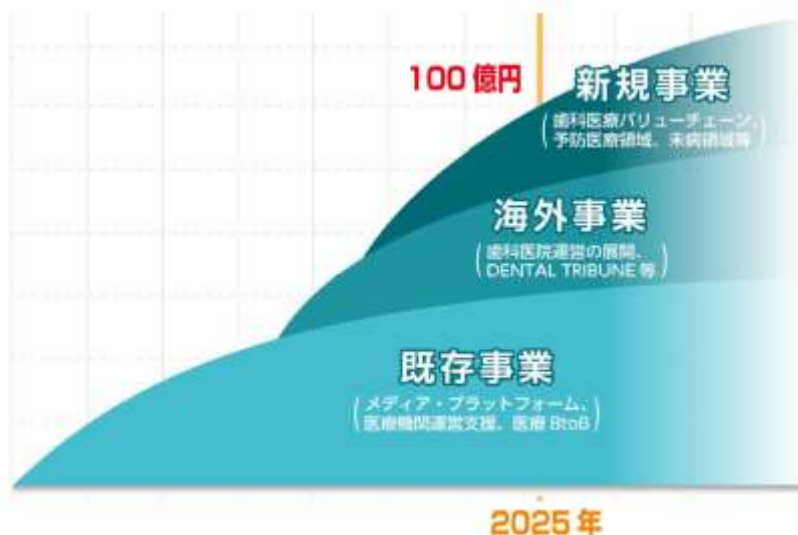 100億円
新規事業
(歯科医療バリューチェーン、
予防医療領域、未病領域等)
海外事業
(歯科医院運営の展開、
DENTAL TRIBUNE 等)
既存事業
(メディア・プラットフォーム、
医療機関運営支援、医療 BtoB)
2025年